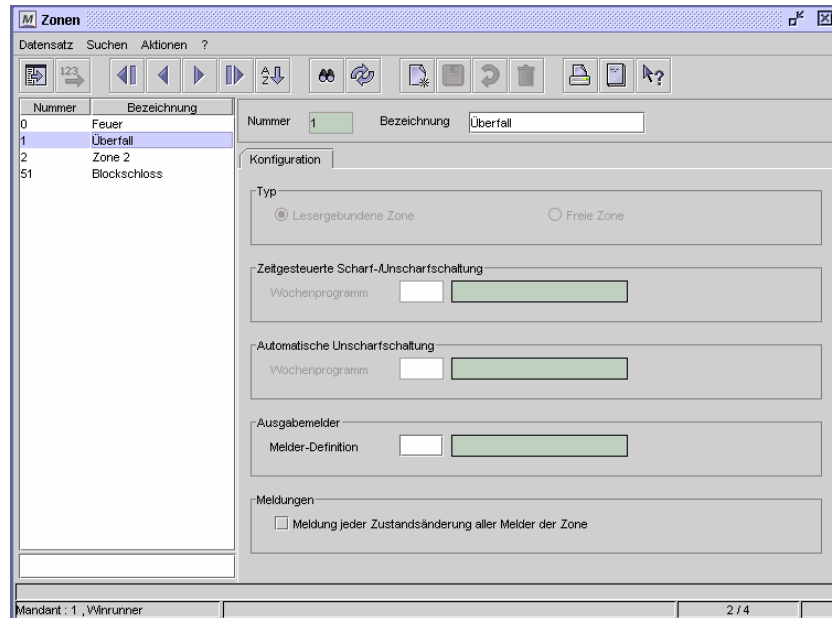 M Zonen
Datensatz Suchen Aktionen ?
123
A
Z
?
Nummer Bezeichnung
0 Feuer
1 Überfall
2 Zone 2
51 Blockschloss
Nummer 1 Bezeichnung Überfall
Konfiguration
Typ
Lesergebundene Zone Freie Zone
Zeitgesteuerte Scharf-/Unscharfschaltung
Wochenprogramm
Automatische Unscharfschaltung
Wochenprogramm
Ausgabemelder
Melder-Definition
Meldungen
Meldung jeder Zustandsänderung aller Melder der Zone
Mandant : 1 , Winrunner 2 / 4